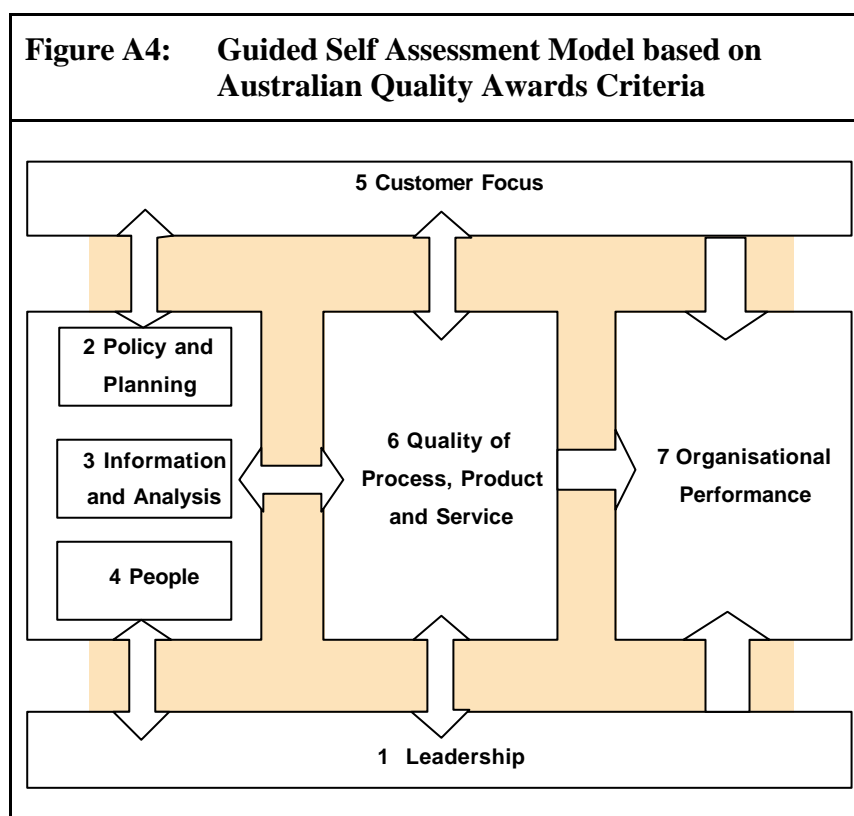 Figure A4: Guided Self Assessment Model based on
Australian Quality Awards Criteria
5 Customer Focus
2 Policy and
Planning
3 Information
and Analysis
4 People
6 Quality of
Process, Product
and Service
7 Organisational
Performance
1 Leadership